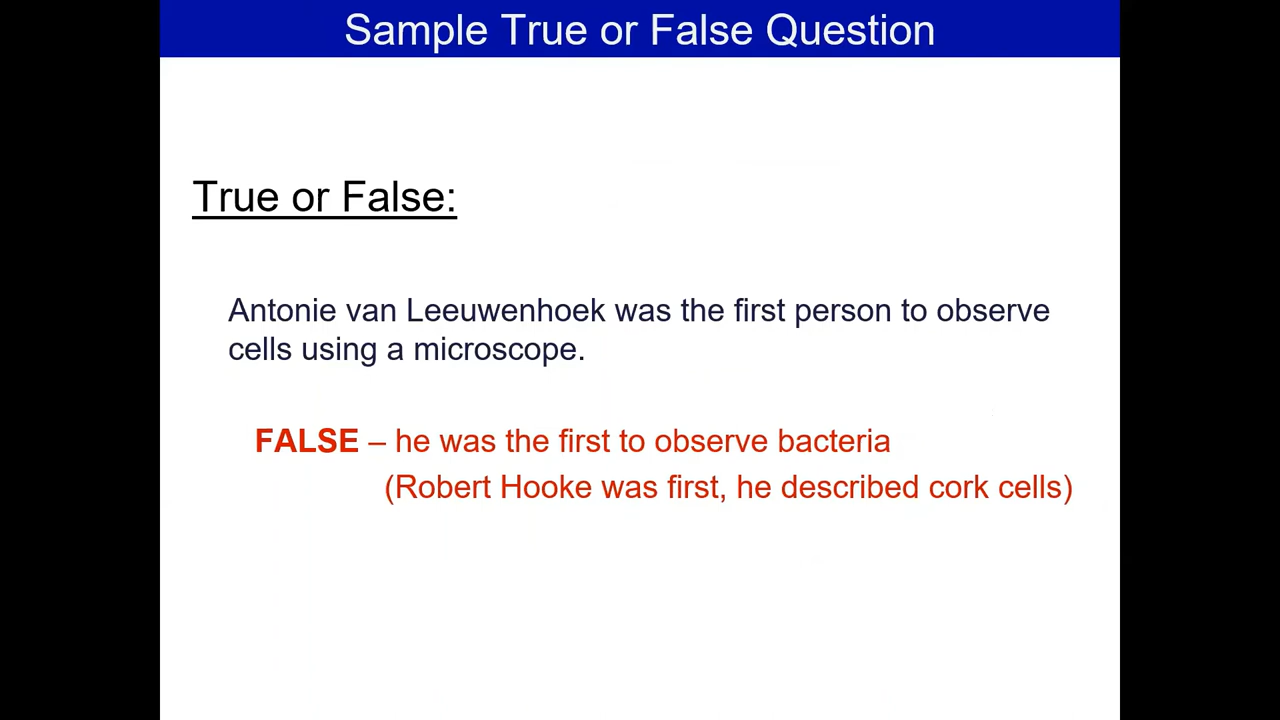 Sample True or False Question
True or False:
Antonie van Leeuwenhoek was the first person to observe
cells using a microscope.
FALSE – he was the first to observe bacteria
(Robert Hooke was first, he described cork cells)